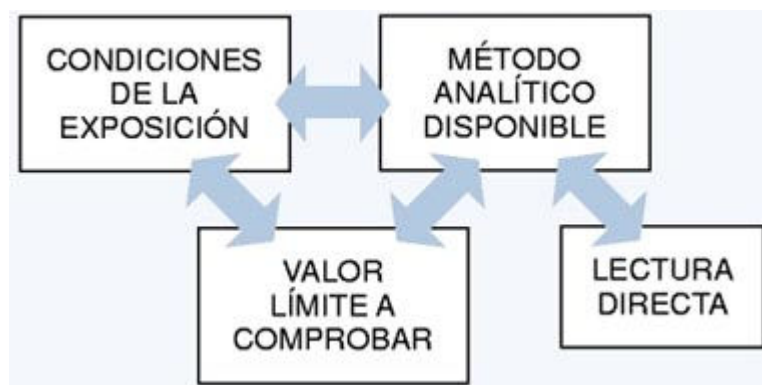 CONDICIONES
DE LA
EXPOSICIÓN
MÉTODO
ANALÍTICO
DISPONIBLE
VALOR
LÍMITE A
COMPROBAR
LECTURA
DIRECTA